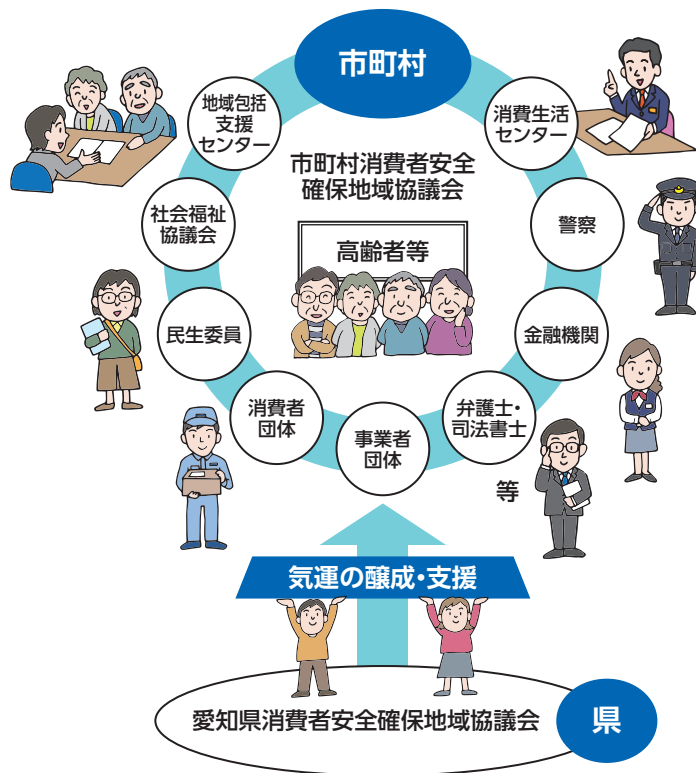 市町村
地域包括
支援
センター
消費生活
センター
市町村消費者安全
確保地域協議会
社会福祉
協議会
警察
高齢者等
民生委員
金融機関
消費者
団体
事業者
団体
弁護士・
司法書士
等
気運の醸成・支援
愛知県消費者安全確保地域協議会
県